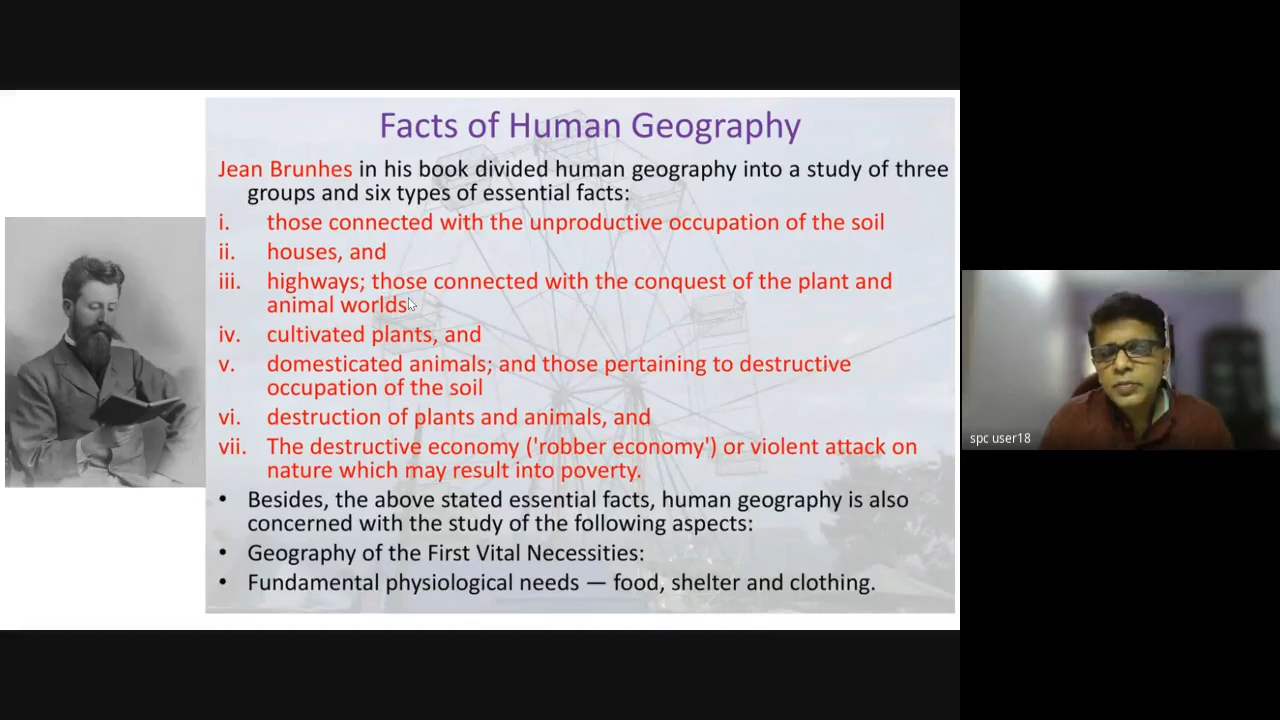 Facts of Human Geography
Jean Brunhes in his book divided human geography into a study of three
groups and six types of essential facts:
i. those connected with the unproductive occupation of the soil
ii. houses, and
iii. highways; those connected with the conquest of the plant and
animal worlds
iv. cultivated plants, and
v. domesticated animals; and those pertaining to destructive
occupation of the soil
vi. destruction of plants and animals, and
vii. The destructive economy ('robber economy') or violent attack on
nature which may result into poverty.
• Besides, the above stated essential facts, human geography is also
concerned with the study of the following aspects:
• Geography of the First Vital Necessities:
• Fundamental physiological needs — food, shelter and clothing.
spc user18